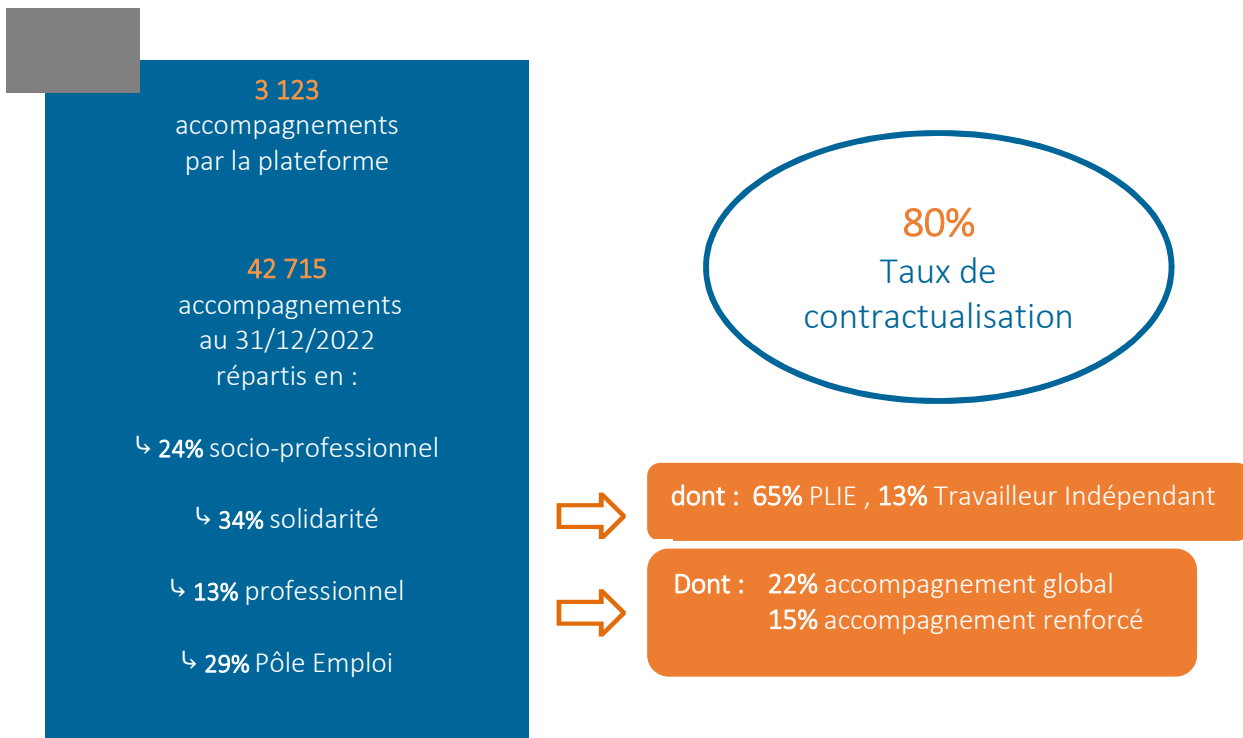 3 123
accompagnements
par la plateforme
42 715
accompagnements
au 31/12/2022
répartis en :
↳ 24% socio-professionnel
↳ 34% solidarité
↳ 13% professionnel
↳ 29% Pôle Emploi
80%
Taux de
contractualisation
dont : 65% PLIE , 13% Travailleur Indépendant
Dont : 22% accompagnement global
15% accompagnement renforcé